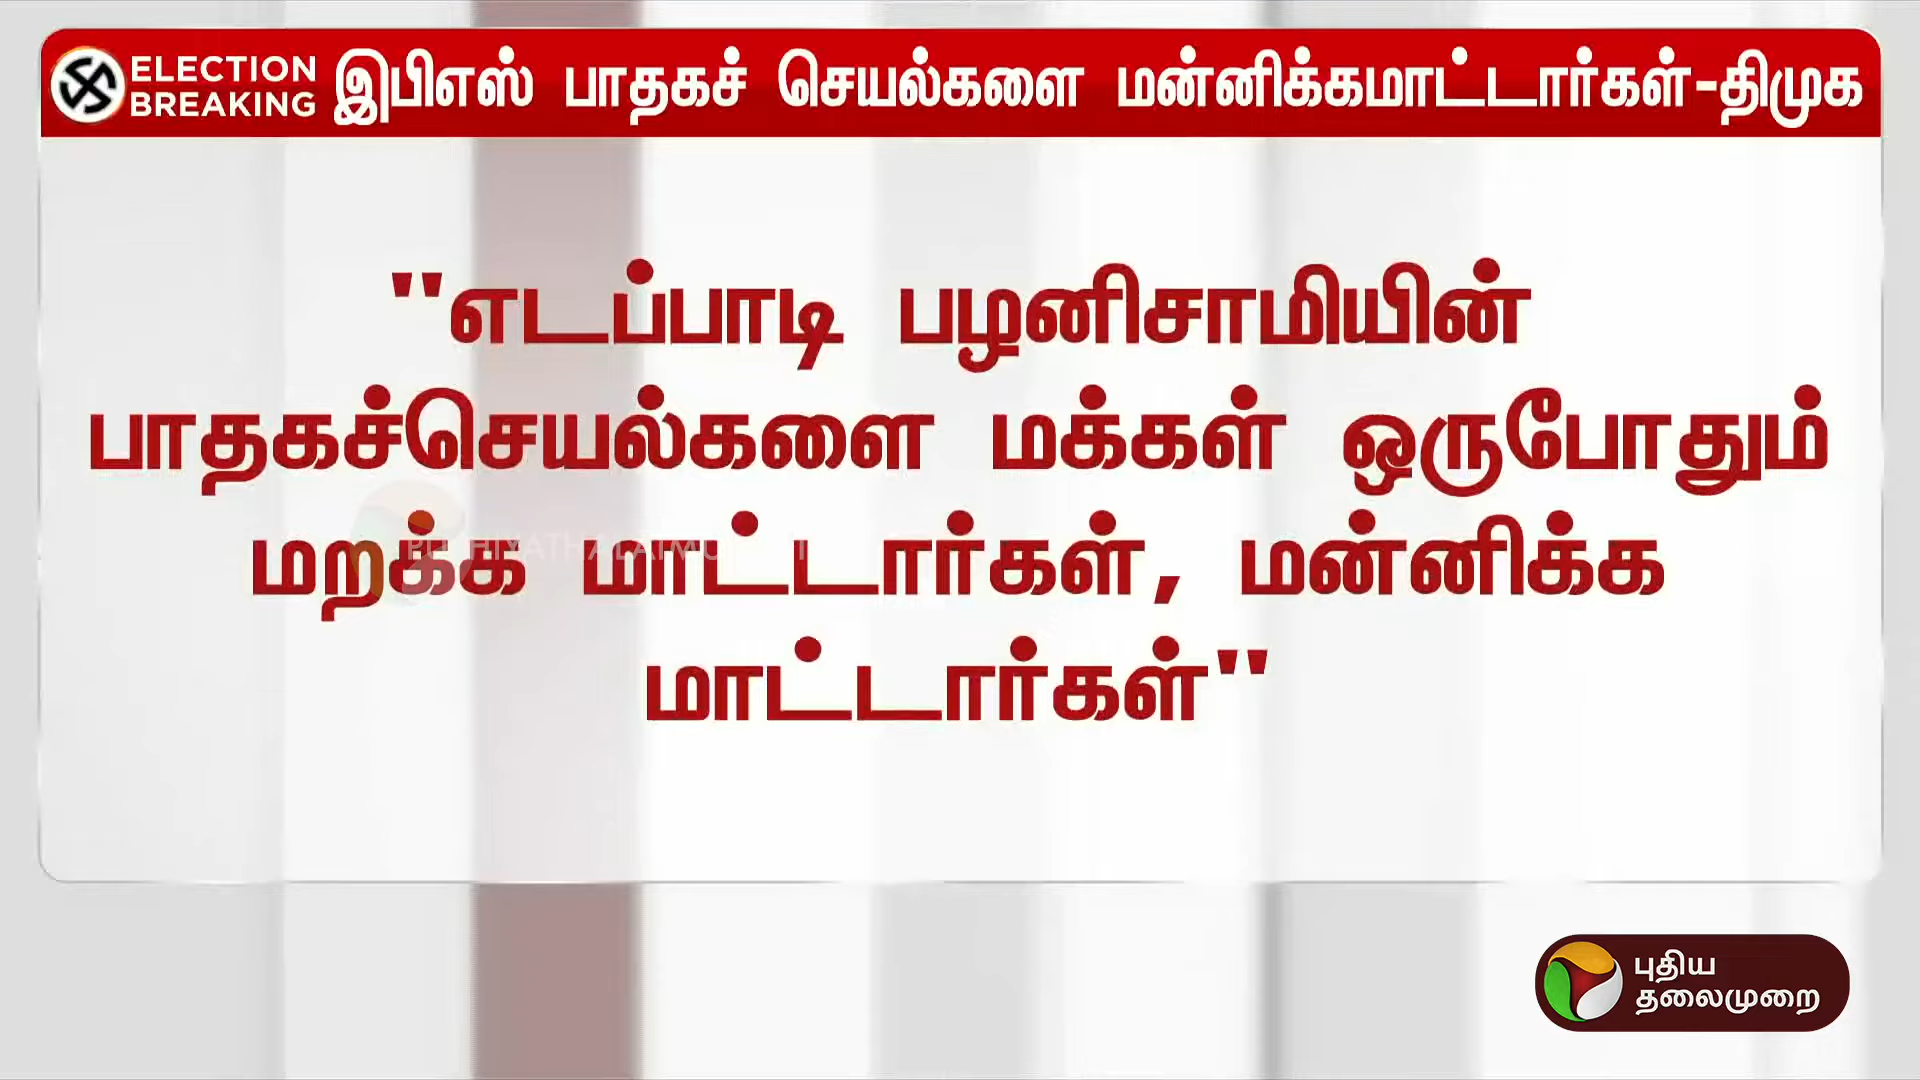 ELECTION
BREAKING
இபிஎஸ் பாதகச் செயல்களை மன்னிக்கமாட்டார்கள்-திமுக
"எடப்பாடி பழனிசாமியின்
பாதகச்செயல்களை மக்கள் ஒருபோதும்
மறக்க மாட்டார்கள், மன்னிக்க
மாட்டார்கள்"
புதிய
தலைமுறை